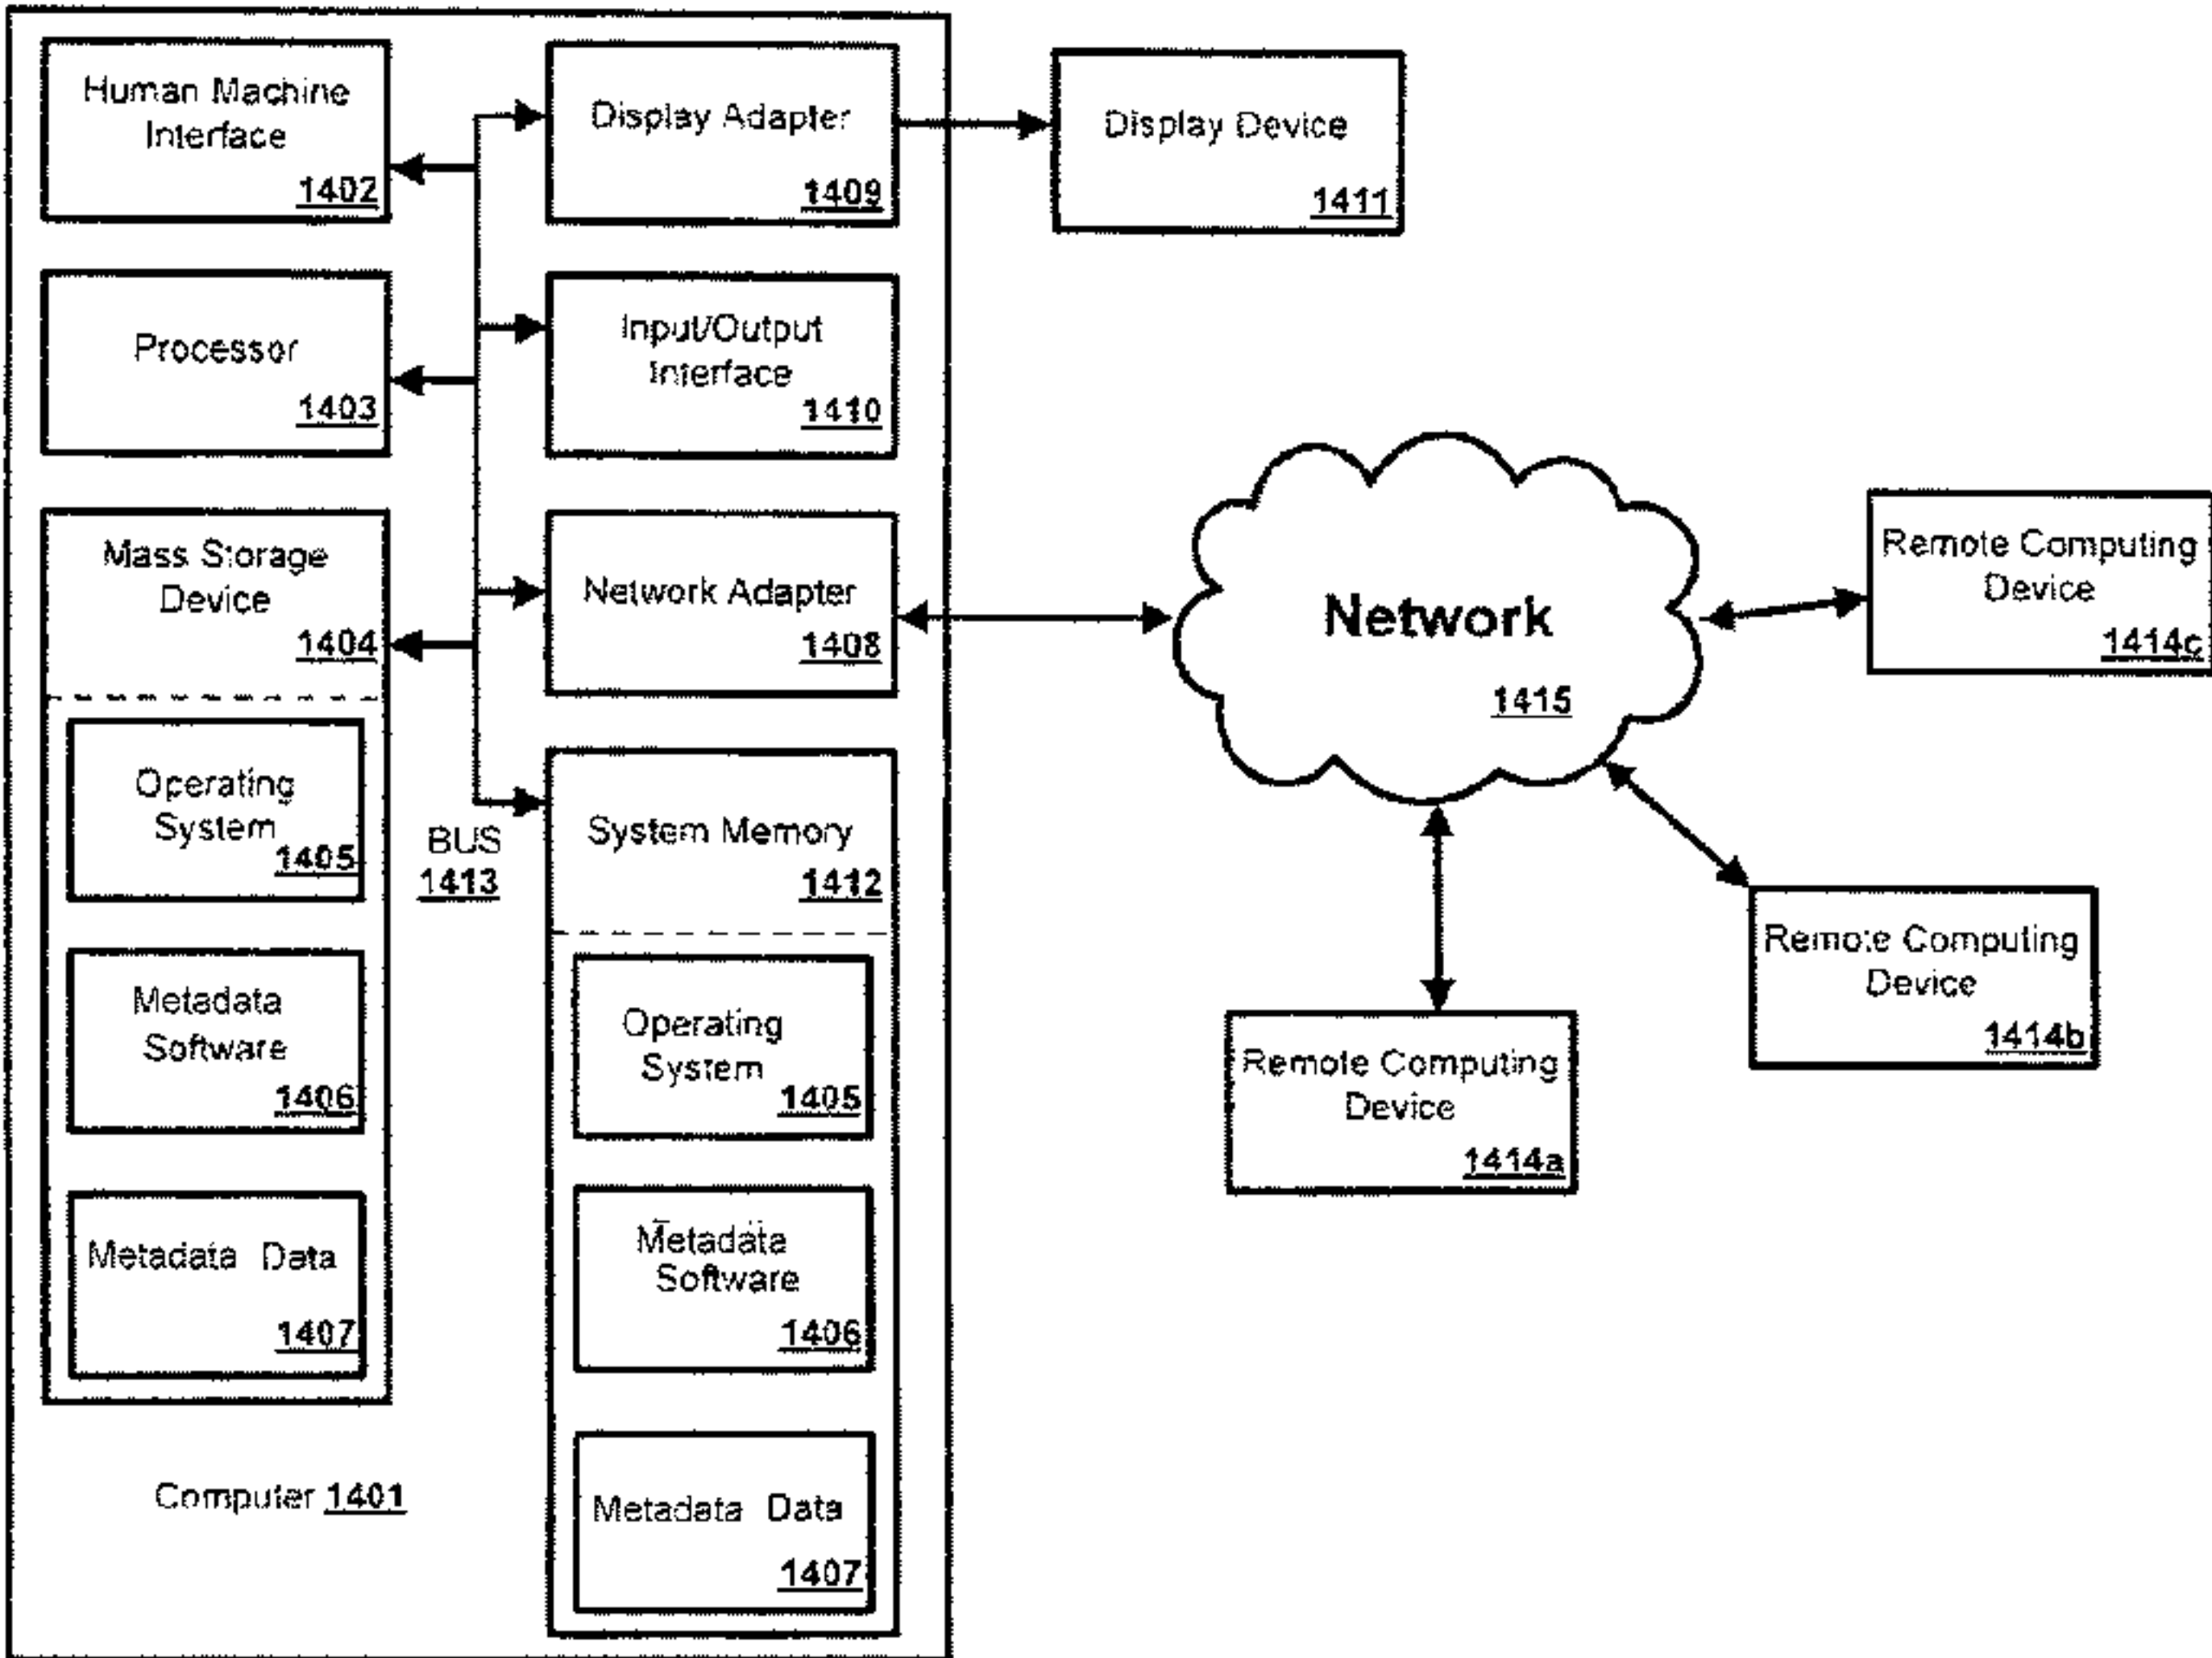 Human Machine
Interface
1402
Display Adapter
1409
Display Device
1411
Processor
1403
Input/Output
Interface
1410
Mass Storage
Device
1404
Network Adapter
1408
Network
1415
Remote Computing
Device
1414c
Operating
System
1405
BUS
1413
System Memory
1412
Remote Computing
Device
1414b
Metadata
Software
1406
Operating
System
1405
Remote Computing
Device
1414a
Metadata Data
1407
Metadata
Software
1406
Computer 1401
Metadata Data
1407